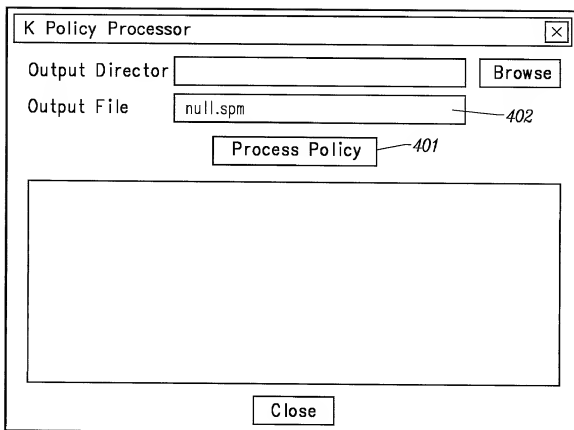 K Policy Processor
Output Director Browse
Output File null.spm 402
Process Policy 401
Close